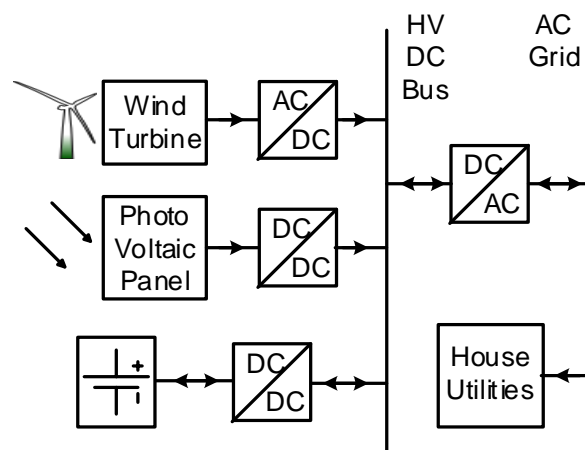 HV
DC
Bus
AC
Grid
Wind
Turbine
AC
DC
DC
AC
Photo
Voltaic
Panel
DC
DC
+
-
DC
DC
House
Utilities